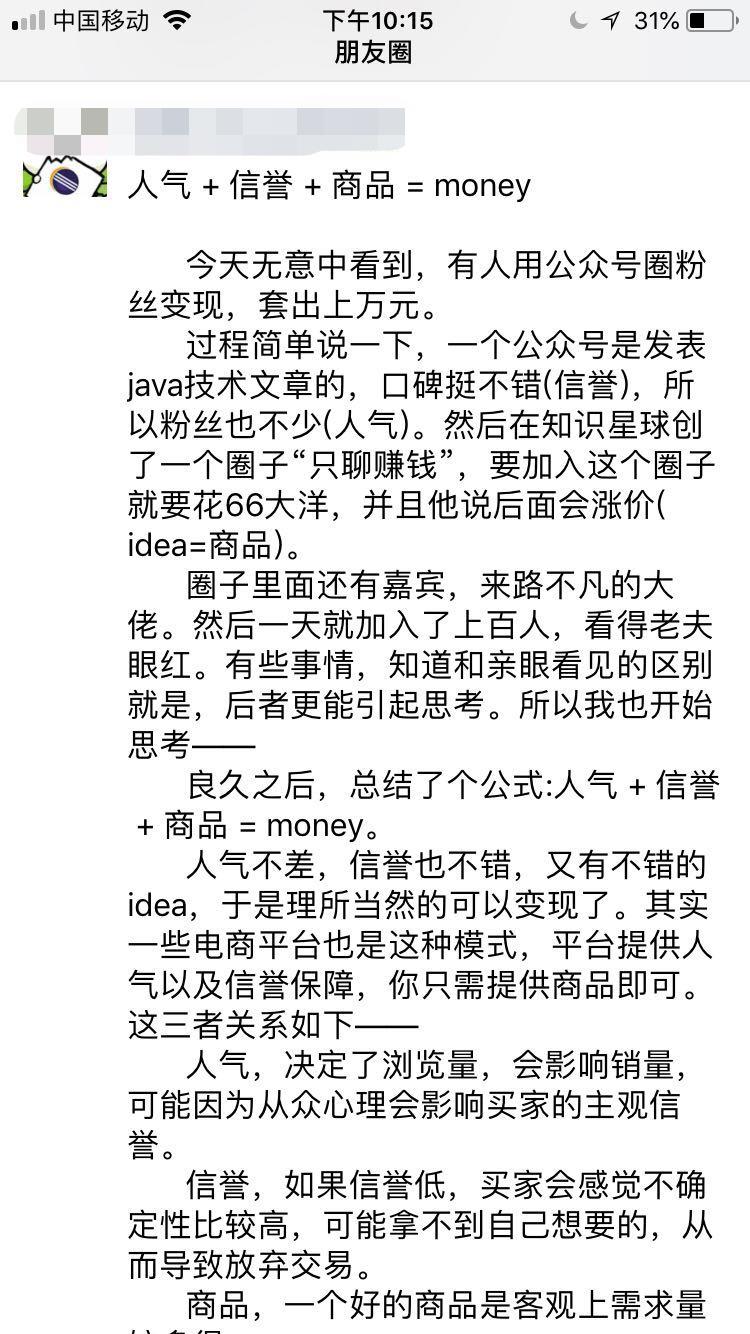 中国移动 下午10:15 31%
朋友圈
人气 + 信誉 + 商品 = money
今天无意中看到，有人用公众号圈粉
丝变现，套出上万元。
过程简单说一下，一个公众号是发表
java技术文章的，口碑挺不错(信誉)，所
以粉丝也不少(人气)。然后在知识星球创
了一个圈子“只聊赚钱”，要加入这个圈子
就要花66大洋，并且他说后面会涨价(
idea=商品)。
圈子里面还有嘉宾，来路不凡的大
佬。然后一天就加入了上百人，看得老夫
眼红。有些事情，知道和亲眼看见的区别
就是，后者更能引起思考。所以我也开始
思考——
良久之后，总结了个公式:人气 + 信誉
+ 商品 = money。
人气不差，信誉也不错，又有不错的
idea，于是理所当然的可以变现了。其实
一些电商平台也是这种模式，平台提供人
气以及信誉保障，你只需提供商品即可。
这三者关系如下——
人气，决定了浏览量，会影响销量，
可能因为从众心理会影响买家的主观信
誉。
信誉，如果信誉低，买家会感觉不确
定性比较高，可能拿不到自己想要的，从
而导致放弃交易。
商品，一个好的商品是客观上需求量